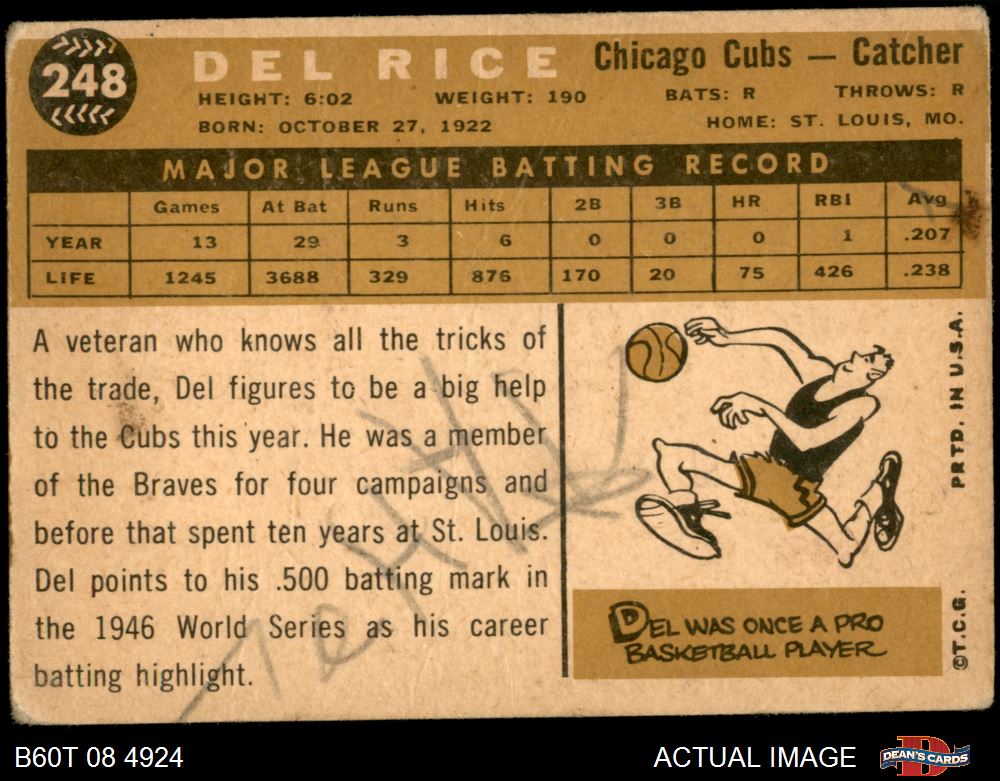 248
DEL RICE Chicago Cubs — Catcher
HEIGHT: 6:02 WEIGHT: 190 BATS: R THROWS: R
BORN: OCTOBER 27, 1922 HOME: ST. LOUIS, MO.
MAJOR LEAGUE BATTING RECORD
Games At Bat Runs Hits 2B 3B HR RBI Avg
YEAR 13 29 3 6 0 0 0 1 .207
LIFE 1245 3688 329 876 170 20 75 426 .238
A veteran who knows all the tricks of
the trade, Del figures to be a big help
to the Cubs this year. He was a member
of the Braves for four campaigns and
before that spent ten years at St. Louis.
Del points to his .500 batting mark in
the 1946 World Series as his career
batting highlight.
DEL WAS ONCE A PRO
BASKETBALL PLAYER
PRTD. IN U.S.A.
©T.C.G.
B60T 08 4924
ACTUAL IMAGE
DEAN'S CARDS